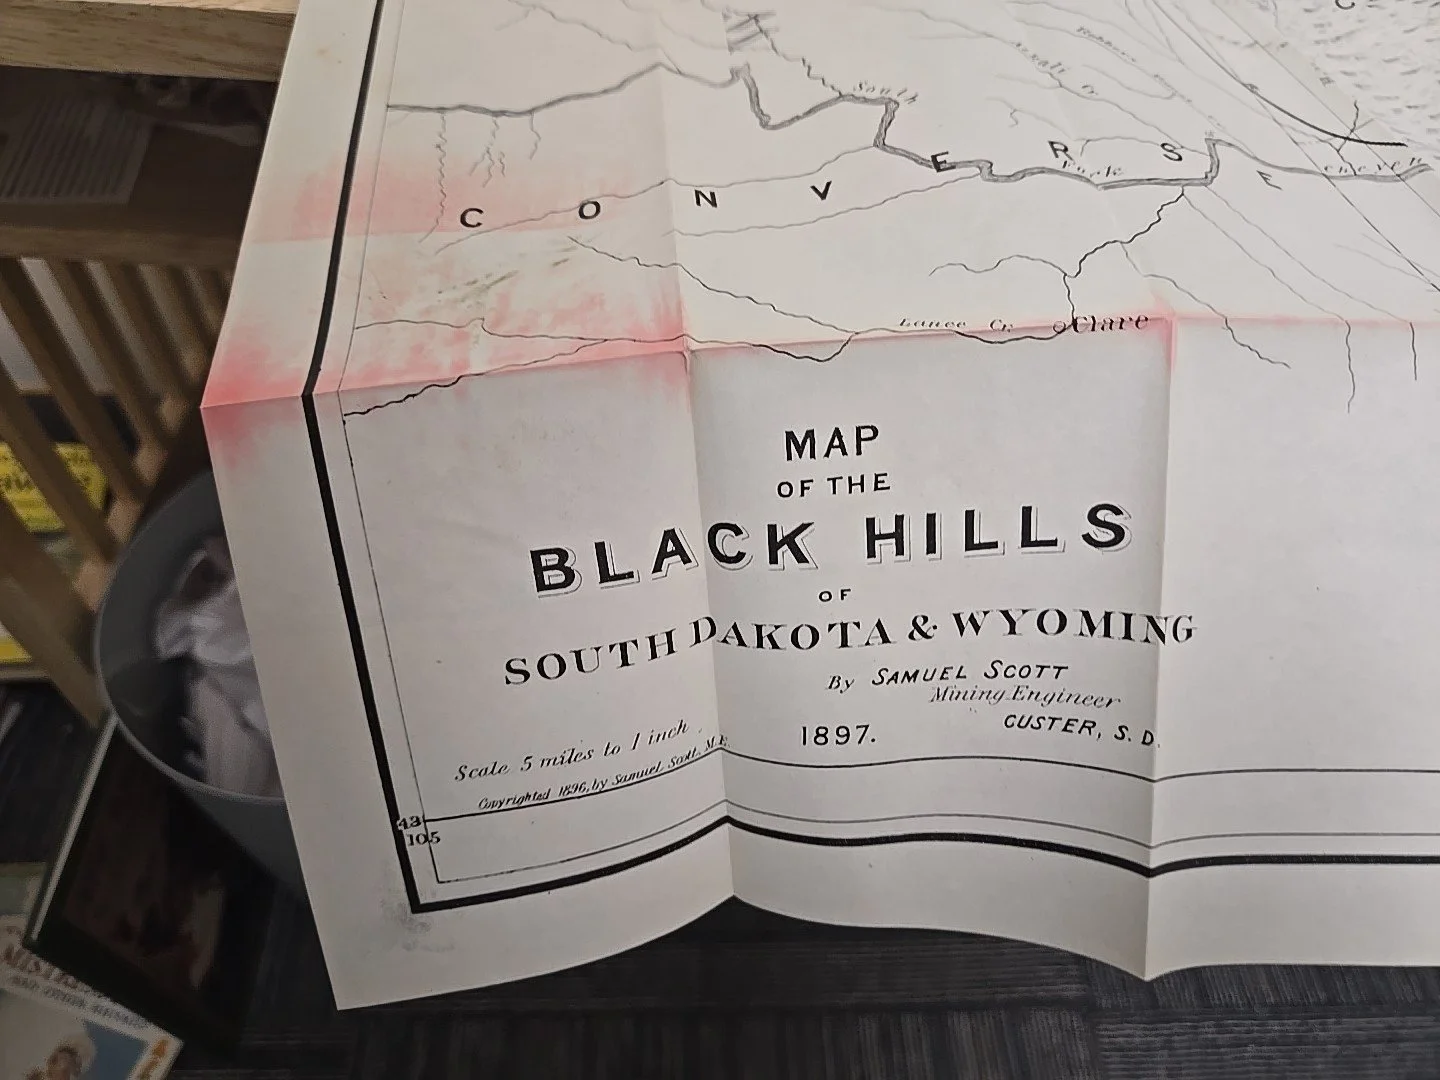 South
CONVERSE
Fork
Lance Cr.
Clare
MAP
OF THE
BLACK HILLS
OF
SOUTH DAKOTA & WYOMING
By SAMUEL SCOTT
Mining Engineer
CUSTER, S. D.
1897.
Scale 5 miles to 1 inch
Copyrighted 1896, by Samuel Scott, M.E.
43
105